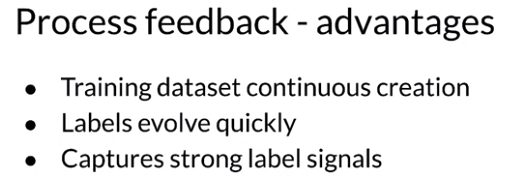 Process feedback - advantages
● Training dataset continuous creation
● Labels evolve quickly
● Captures strong label signals